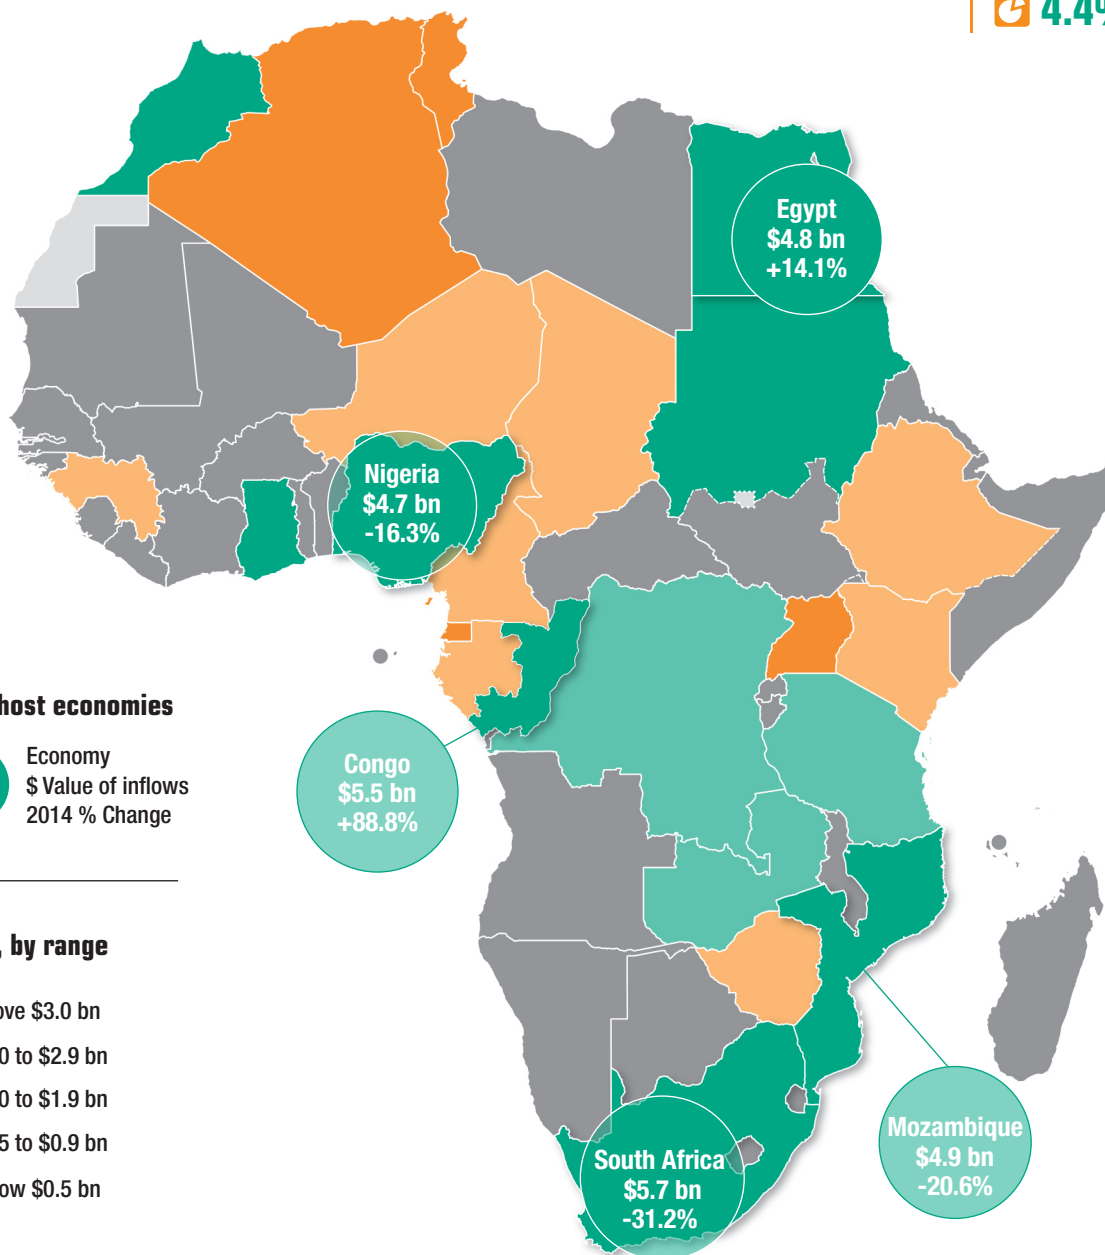 4.4%
Egypt
$4.8 bn
+14.1%
Nigeria
$4.7 bn
-16.3%
host economies
Economy
$ Value of inflows
2014 % Change
Congo
$5.5 bn
+88.8%
, by range
ove $3.0 bn
0 to $2.9 bn
0 to $1.9 bn
5 to $0.9 bn
ow $0.5 bn
Mozambique
$4.9 bn
-20.6%
South Africa
$5.7 bn
-31.2%